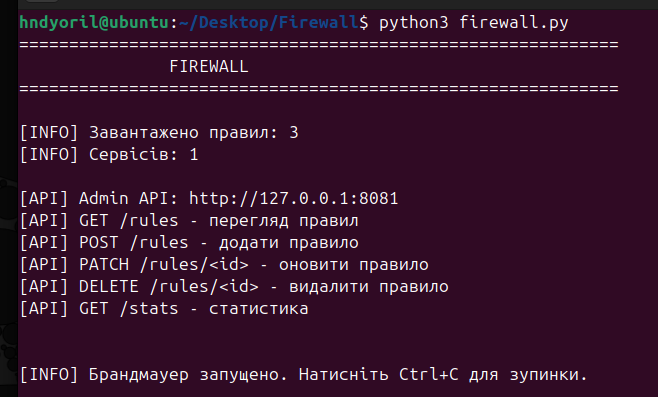 hndyoril@ubuntu:~/Desktop/Firewall$ python3 firewall.py
============================================================
FIREWALL
============================================================
[INFO] Завантажено правил: 3
[INFO] Сервісів: 1
[API] Admin API: http://127.0.0.1:8081
[API] GET /rules - перегляд правил
[API] POST /rules - додати правило
[API] PATCH /rules/<id> - оновити правило
[API] DELETE /rules/<id> - видалити правило
[API] GET /stats - статистика
[INFO] Брандмауер запущено. Натисніть Ctrl+C для зупинки.